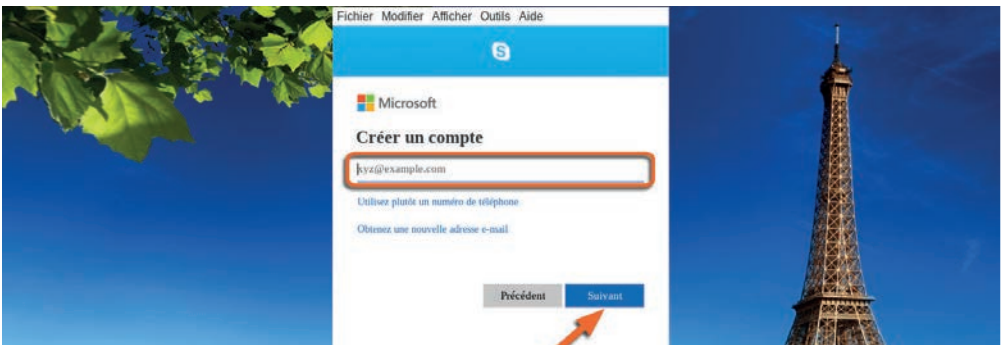 Fichier Modifier Afficher Outils Aide
S
Microsoft
Créer un compte
xyz@example.com
Utilisez plutôt un numéro de téléphone
Obtenez une nouvelle adresse e-mail
Précédent Suivant